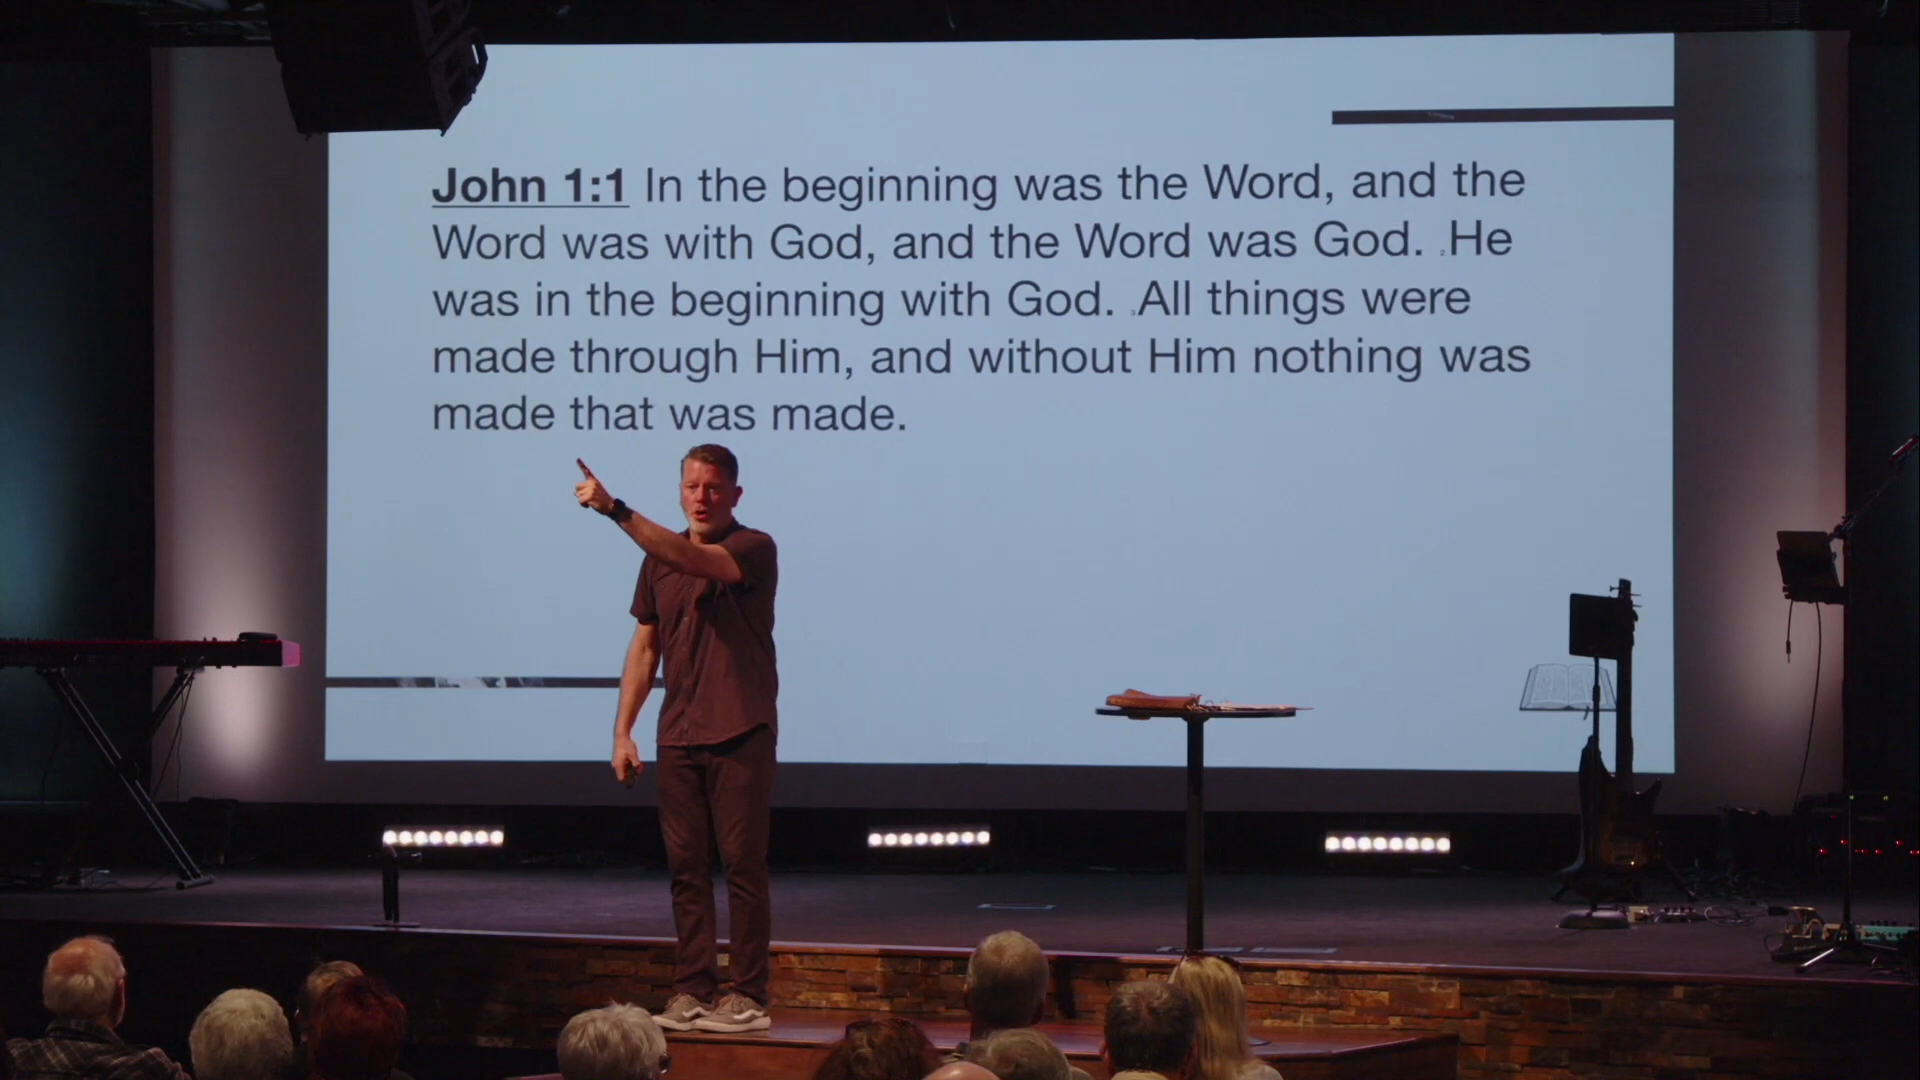 John 1:1 In the beginning was the Word, and the
Word was with God, and the Word was God. 2 He
was in the beginning with God. 3 All things were
made through Him, and without Him nothing was
made that was made.